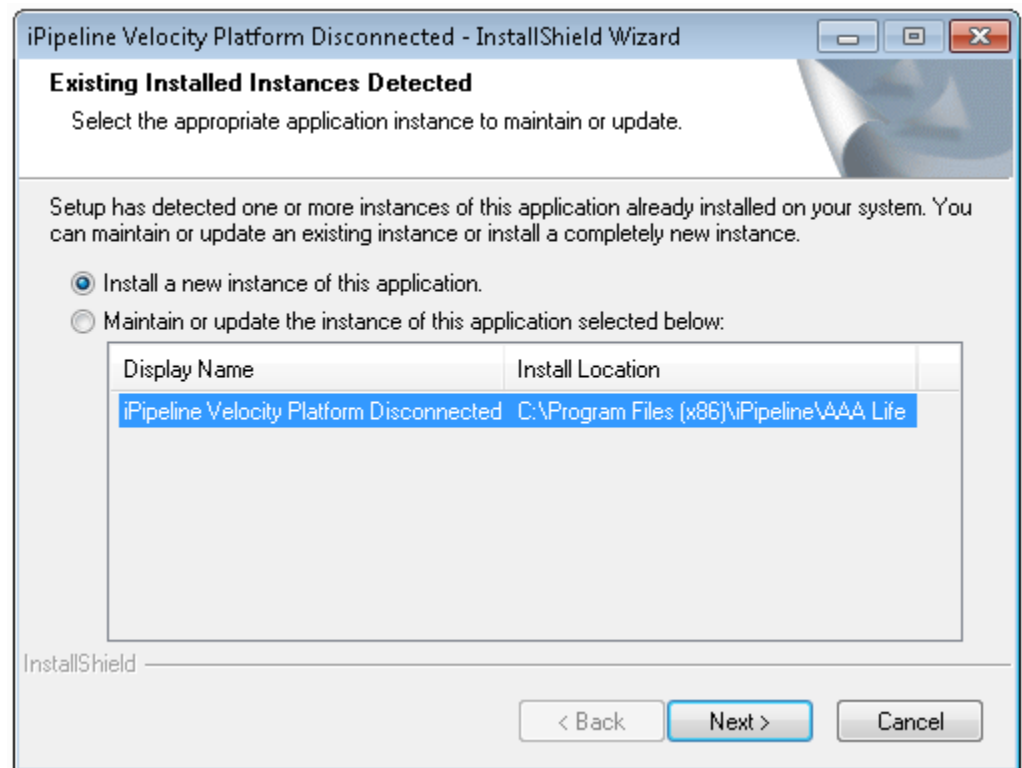 iPipeline Velocity Platform Disconnected - InstallShield Wizard
Existing Installed Instances Detected
Select the appropriate application instance to maintain or update.
Setup has detected one or more instances of this application already installed on your system. You
can maintain or update an existing instance or install a completely new instance.
Install a new instance of this application.
Maintain or update the instance of this application selected below:
Display Name Install Location
iPipeline Velocity Platform Disconnected C:\Program Files (x86)\iPipeline\AAA Life
InstallShield
< Back Next > Cancel